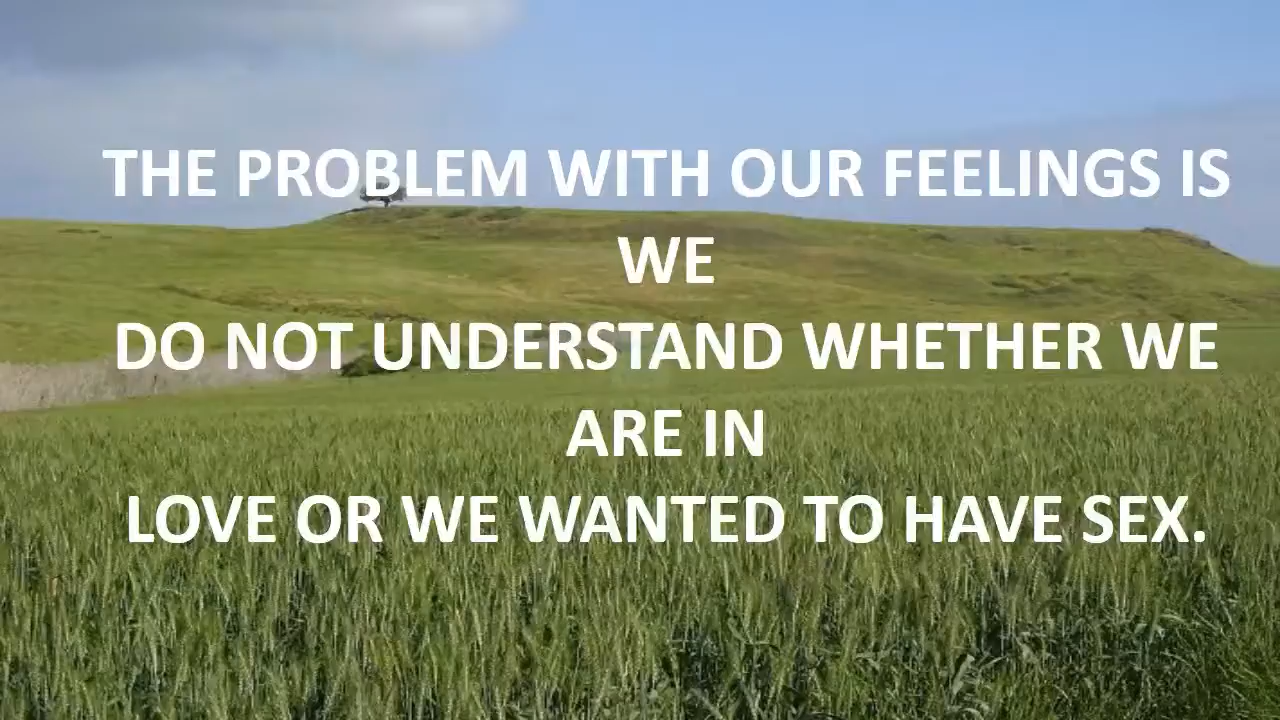 THE PROBLEM WITH OUR FEELINGS IS
WE
DO NOT UNDERSTAND WHETHER WE
ARE IN
LOVE OR WE WANTED TO HAVE SEX.